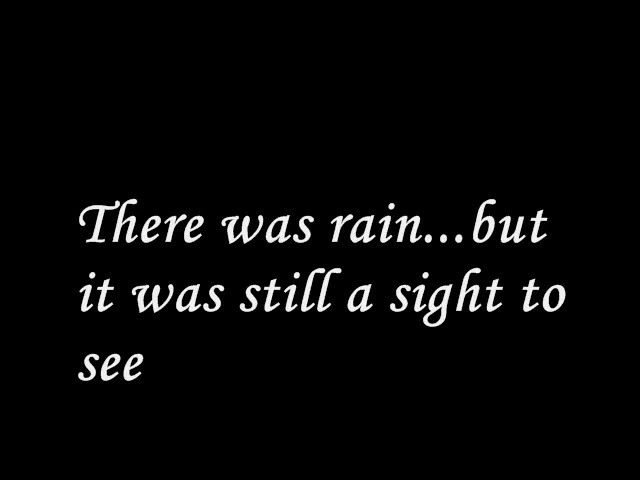 There was rain...but
it was still a sight to
see